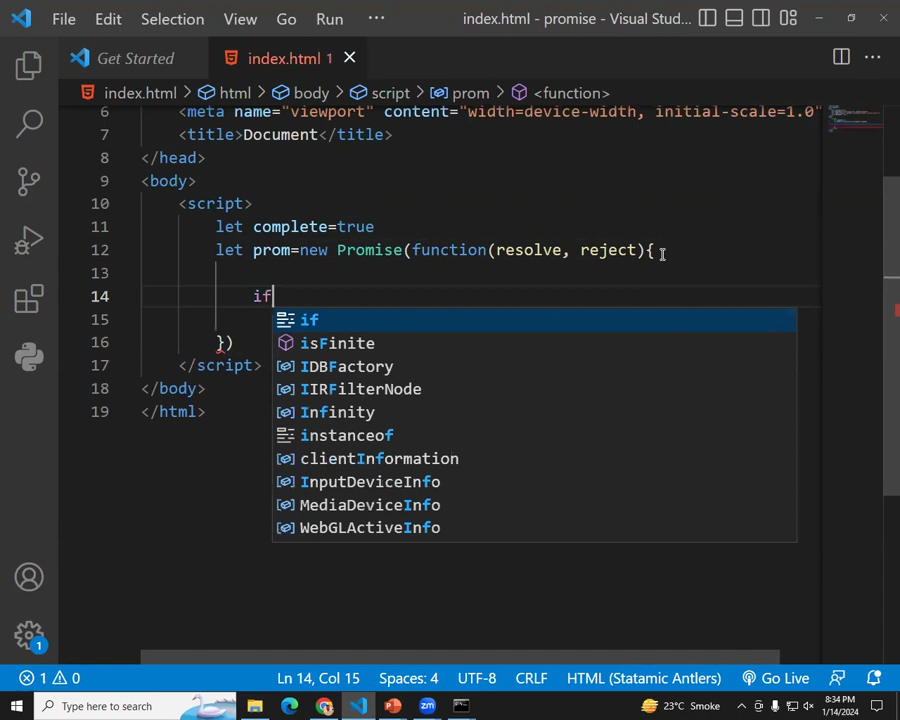 File Edit Selection View Go Run ··· index.html - promise - Visual Stud...
Get Started index.html 1
index.html > html > body > script > prom > <function>
6 <meta name="viewport" content="width=device-width, initial-scale=1.0"
7 <title>Document</title>
8 </head>
9 <body>
10 <script>
11 let complete=true
12 let prom=new Promise(function(resolve, reject){
13
14 if
15
16 })
17 </script>
18 </body>
19 </html>
if
isFinite
IDBFactory
IIRFilterNode
Infinity
instanceof
clientInformation
InputDeviceInfo
MediaDeviceInfo
WebGLActiveInfo
1
1 0 Ln 14, Col 15 Spaces: 4 UTF-8 CRLF HTML (Statamic Antlers) Go Live
Type here to search zm 23°C Smoke 8:34 PM
1/14/2024